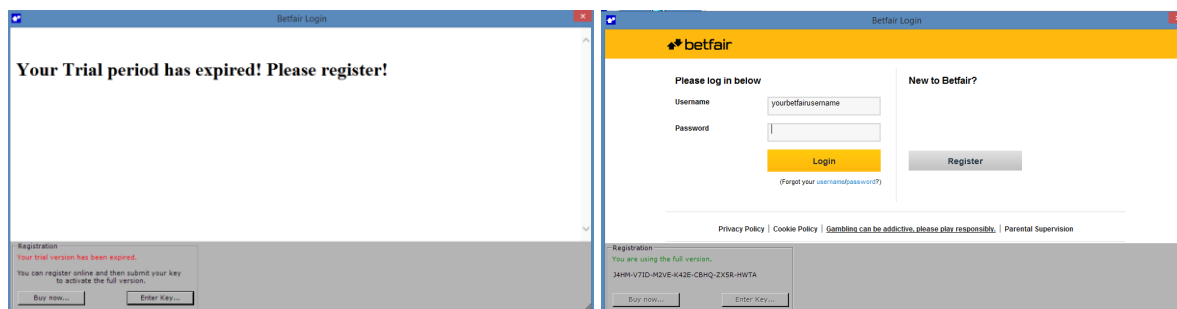 Betfair Login
Your Trial period has expired! Please register!
Registration
Your trial version has been expired.
You can register online and then submit your key
to activate the full version.
Buy now...
Enter Key...
Betfair Login
betfair
Please log in below
New to Betfair?
Username
yourbetfairusername
Password
Login
Register
(Forgot your username/password?)
Privacy Policy | Cookie Policy | Gambling can be addictive, please play responsibly. | Parental Supervision
Registration
You are using the full version.
J4HM-V7ID-M2VE-K42E-CBHQ-ZX5R-HWTA
Buy now...
Enter Key...